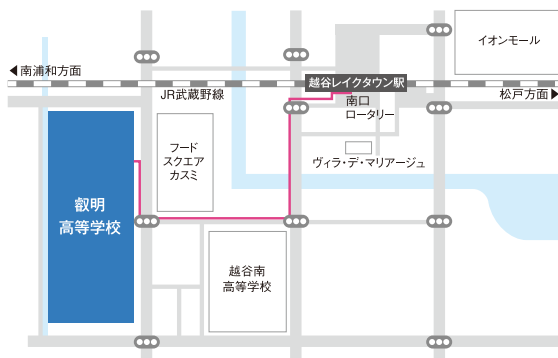 イオンモール
南浦和方面
越谷レイクタウン駅
JR武蔵野線
南口
ロータリー
松戸方面
フード
スクエア
カスミ
ヴィラ・デ・マリアージュ
叡明
高等学校
越谷南
高等学校